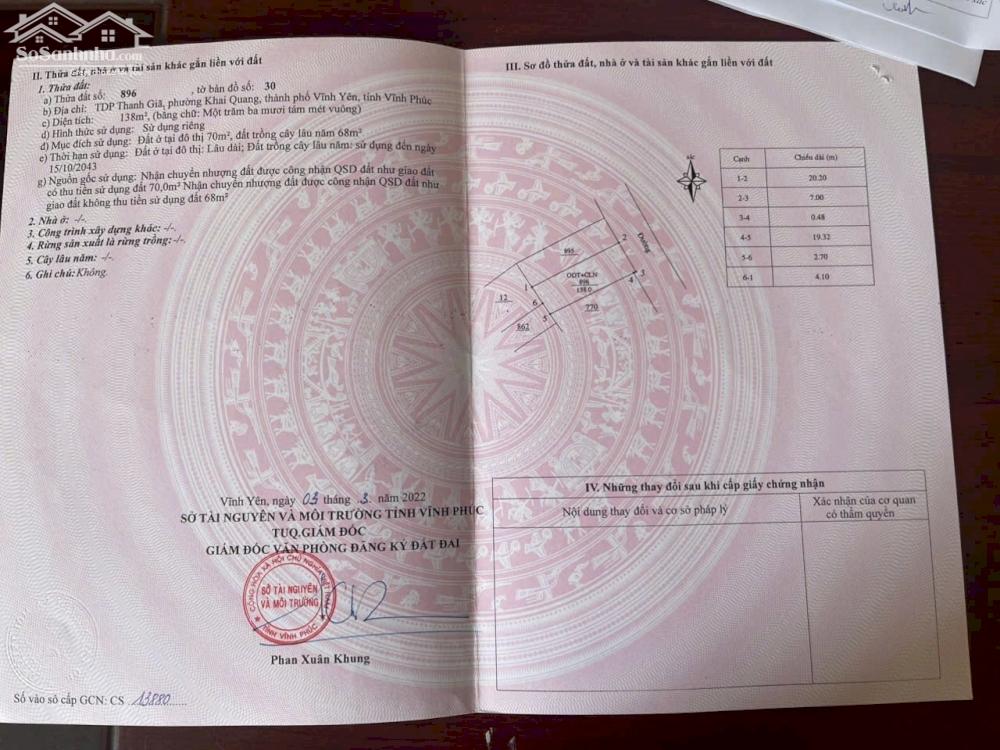 SoSanhnha.com
II. Thửa đất, nhà ở và tài sản khác gắn liền với đất
1. Thửa đất:
a) Thửa đất số: 896 , tờ bản đồ số: 30
b) Địa chỉ: TDP Thanh Giã, phường Khai Quang, thành phố Vĩnh Yên, tỉnh Vĩnh Phúc
c) Diện tích: 138m², (bằng chữ: Một trăm ba mươi tám mét vuông)
d) Hình thức sử dụng: Sử dụng riêng
đ) Mục đích sử dụng: Đất ở tại đô thị 70m², đất trồng cây lâu năm 68m²
e) Thời hạn sử dụng: Đất ở tại đô thị: Lâu dài; Đất trồng cây lâu năm: sử dụng đến ngày
15/10/2043
g) Nguồn gốc sử dụng: Nhận chuyển nhượng đất được công nhận QSD đất như giao đất
có thu tiền sử dụng đất 70,0m² Nhận chuyển nhượng đất được công nhận QSD đất như
giao đất không thu tiền sử dụng đất 68m²
2. Nhà ở: -/-.
3. Công trình xây dựng khác: -/-.
4. Rừng sản xuất là rừng trồng:-/-.
5. Cây lâu năm: -/-.
6. Ghi chú: Không.
Vĩnh Yên, ngày 03 tháng 3 năm 2022
SỞ TÀI NGUYÊN VÀ MÔI TRƯỜNG TỈNH VĨNH PHÚC
TUQ.GIÁM ĐỐC
GIÁM ĐỐC VĂN PHÒNG ĐĂNG KÝ ĐẤT ĐAI
CỘNG HÒA XÃ HỘI CHỦ NGHĨA VIỆT NAM
SỞ TÀI NGUYÊN
VÀ MÔI TRƯỜNG
TỈNH VĨNH PHÚC
Phan Xuân Khung
Số vào sổ cấp GCN: CS 13880
III. Sơ đồ thửa đất, nhà ở và tài sản khác gắn liền với đất
BẮC
Cạnh Chiều dài (m)
1-2 20.20
2-3 7.00
3-4 0.48
4-5 19.32
5-6 2.70
6-1 4.10
Đường
895
2
ODT+CLN
896
138.0
1
3
4
12
6
5
770
862
IV. Những thay đổi sau khi cấp giấy chứng nhận
Nội dung thay đổi và cơ sở pháp lý
Xác nhận của cơ quan
có thẩm quyền